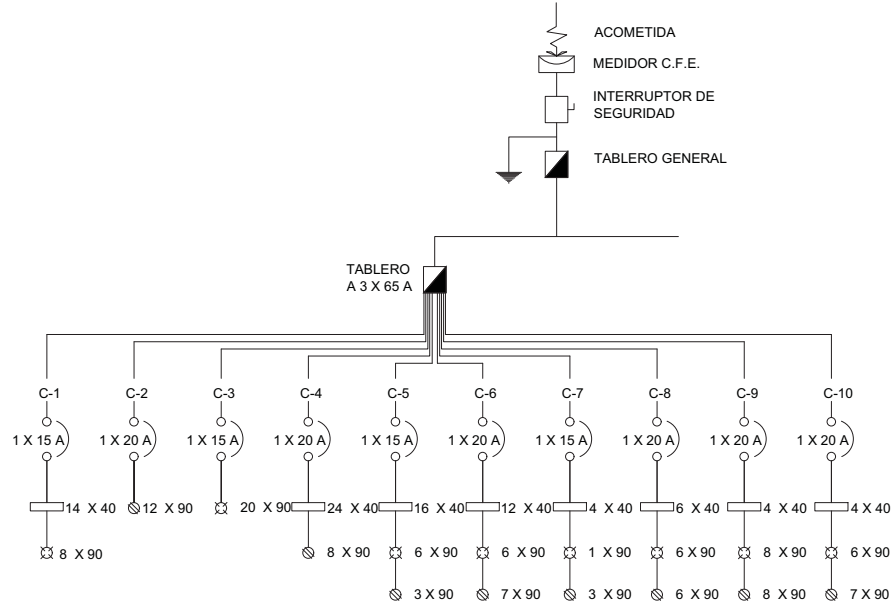 ACOMETIDA
MEDIDOR C.F.E.
INTERRUPTOR DE
SEGURIDAD
TABLERO GENERAL
TABLERO
A 3 X 65 A
C-1 C-2 C-3 C-4 C-5 C-6 C-7 C-8 C-9 C-10
1 X 15 A 1 X 20 A 1 X 15 A 1 X 20 A 1 X 15 A 1 X 20 A 1 X 15 A 1 X 20 A 1 X 20 A 1 X 20 A
14 X 40 12 X 90 20 X 90 24 X 40 16 X 40 12 X 40 4 X 40 6 X 40 4 X 40 4 X 40
8 X 90 8 X 90 6 X 90 6 X 90 1 X 90 6 X 90 8 X 90 6 X 90
3 X 90 7 X 90 3 X 90 6 X 90 8 X 90 7 X 90